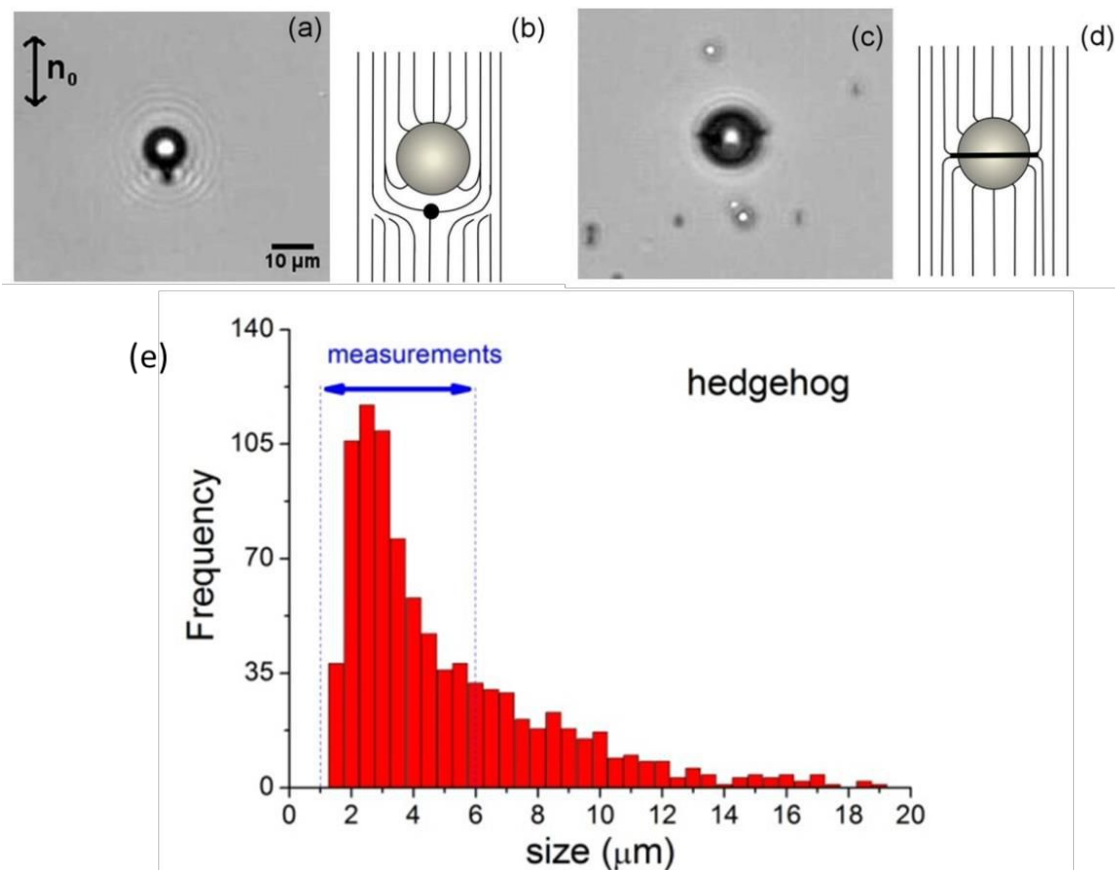 (a)
n₀
10 μm
(b)
(c)
(d)
(e)
140
105
70
35
0
Frequency
measurements
hedgehog
0 2 4 6 8 10 12 14 16 18 20
size (μm)